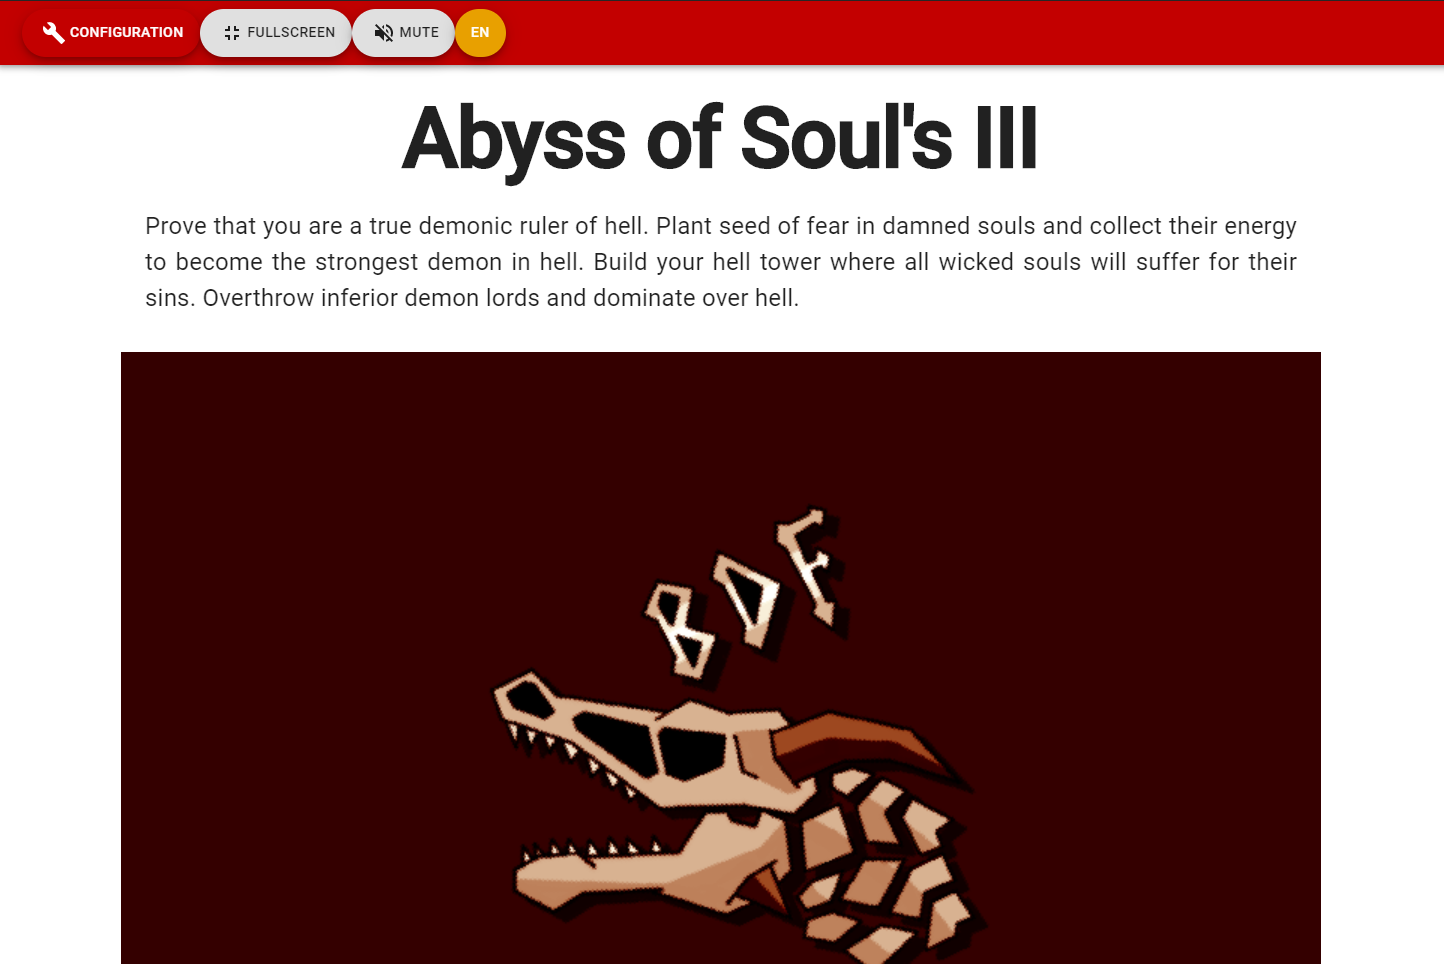 CONFIGURATION FULLSCREEN MUTE EN
Abyss of Soul's III
Prove that you are a true demonic ruler of hell. Plant seed of fear in damned souls and collect their energy
to become the strongest demon in hell. Build your hell tower where all wicked souls will suffer for their
sins. Overthrow inferior demon lords and dominate over hell.
BDF